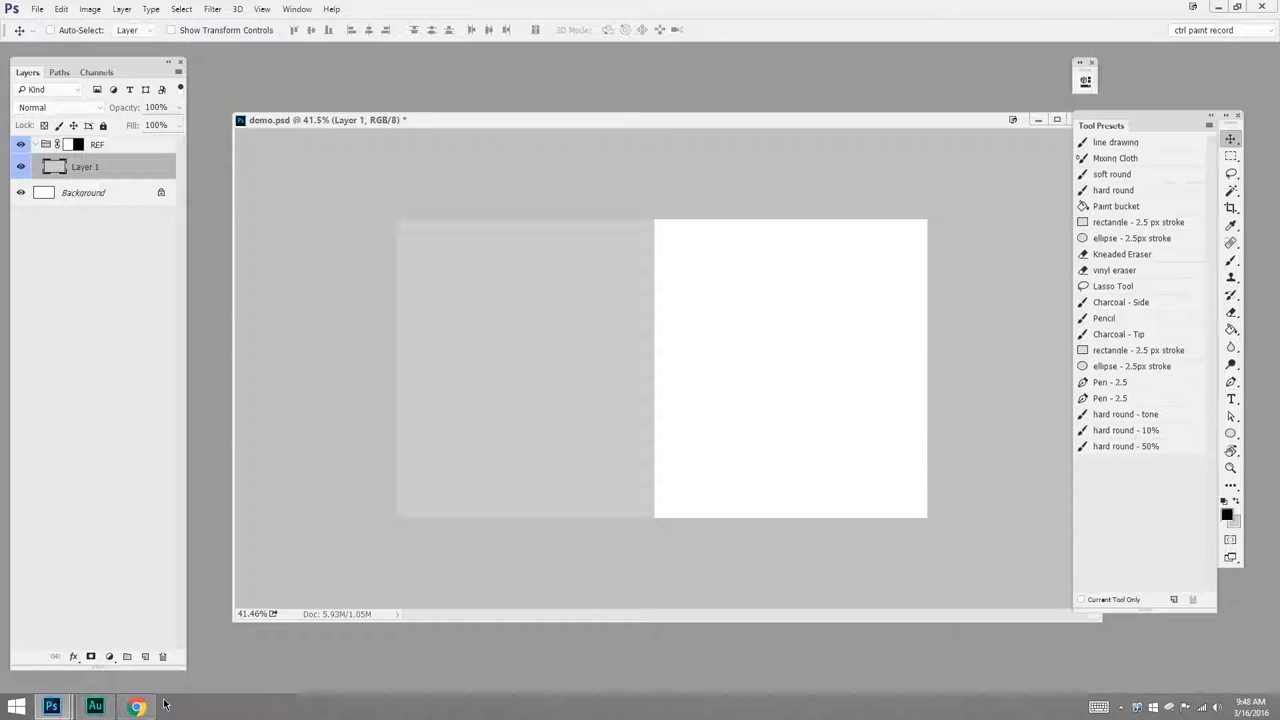 Ps File Edit Image Layer Type Select Filter 3D View Window Help
Auto-Select: Layer Show Transform Controls 3D Mode: ctrl paint record
Layers Paths Channels
Kind
Normal Opacity: 100%
Lock: Fill: 100%
REF
Layer 1
Background
demo.psd @ 41.5% (Layer 1, RGB/8) *
41.46% Doc: 5.93M/1.05M
Tool Presets
line drawing
Mixing Cloth
soft round
hard round
Paint bucket
rectangle - 2.5 px stroke
ellipse - 2.5px stroke
Kneaded Eraser
vinyl eraser
Lasso Tool
Charcoal - Side
Pencil
Charcoal - Tip
rectangle - 2.5 px stroke
ellipse - 2.5px stroke
Pen - 2.5
Pen - 2.5
hard round - tone
hard round - 10%
hard round - 50%
Current Tool Only
fx
Ps Au
9:48 AM
3/16/2016